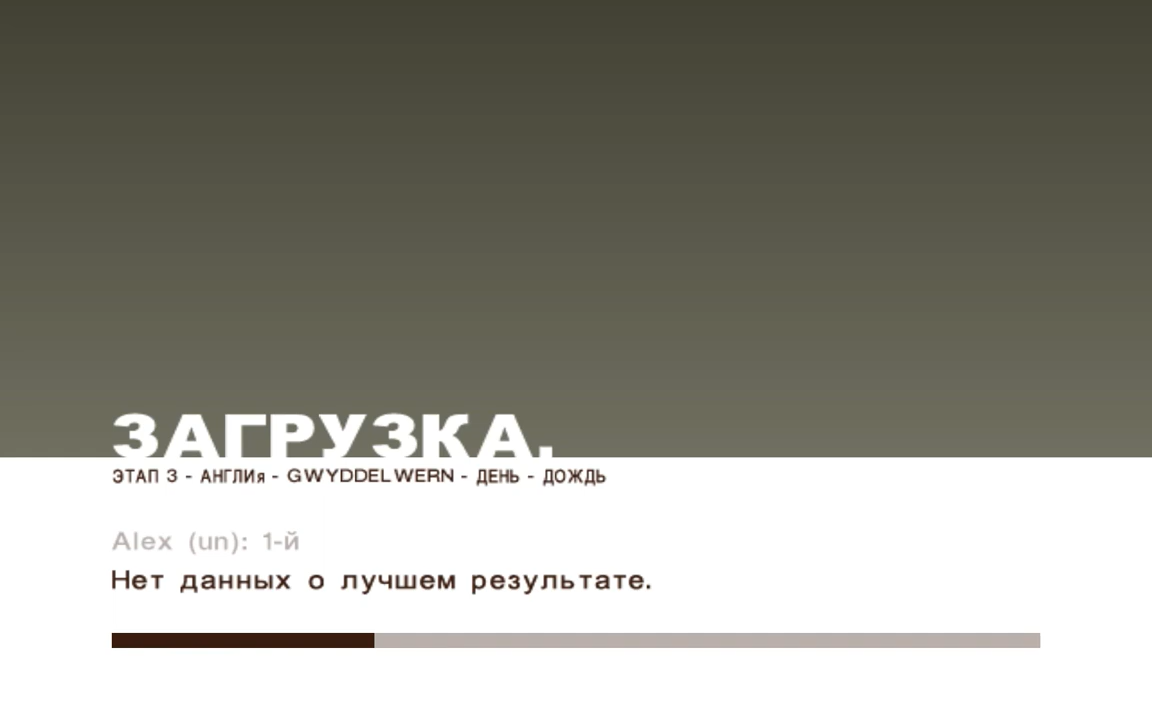 ЗАГРУЗКА.
ЭТАП 3 - АНГЛИя - GWYDDELWERN - ДЕНЬ - ДОЖДЬ
Alex (un): 1-й
Нет данных о лучшем результате.